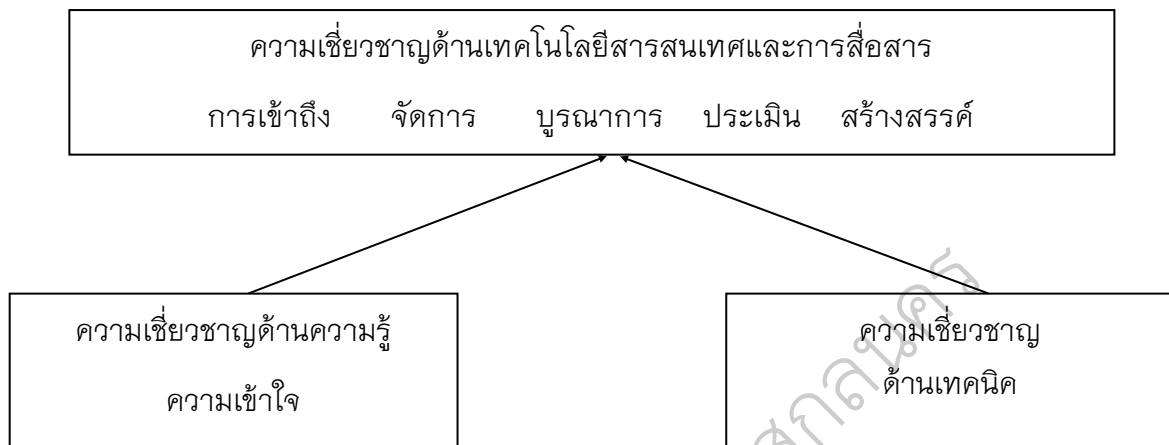 ความเชี่ยวชาญด้านเทคโนโลยีสารสนเทศและการสื่อสาร
การเข้าถึง จัดการ บูรณาการ ประเมิน สร้างสรรค์
ความเชี่ยวชาญด้านความรู้
ความเข้าใจ
ความเชี่ยวชาญ
ด้านเทคนิค
สกลนคร